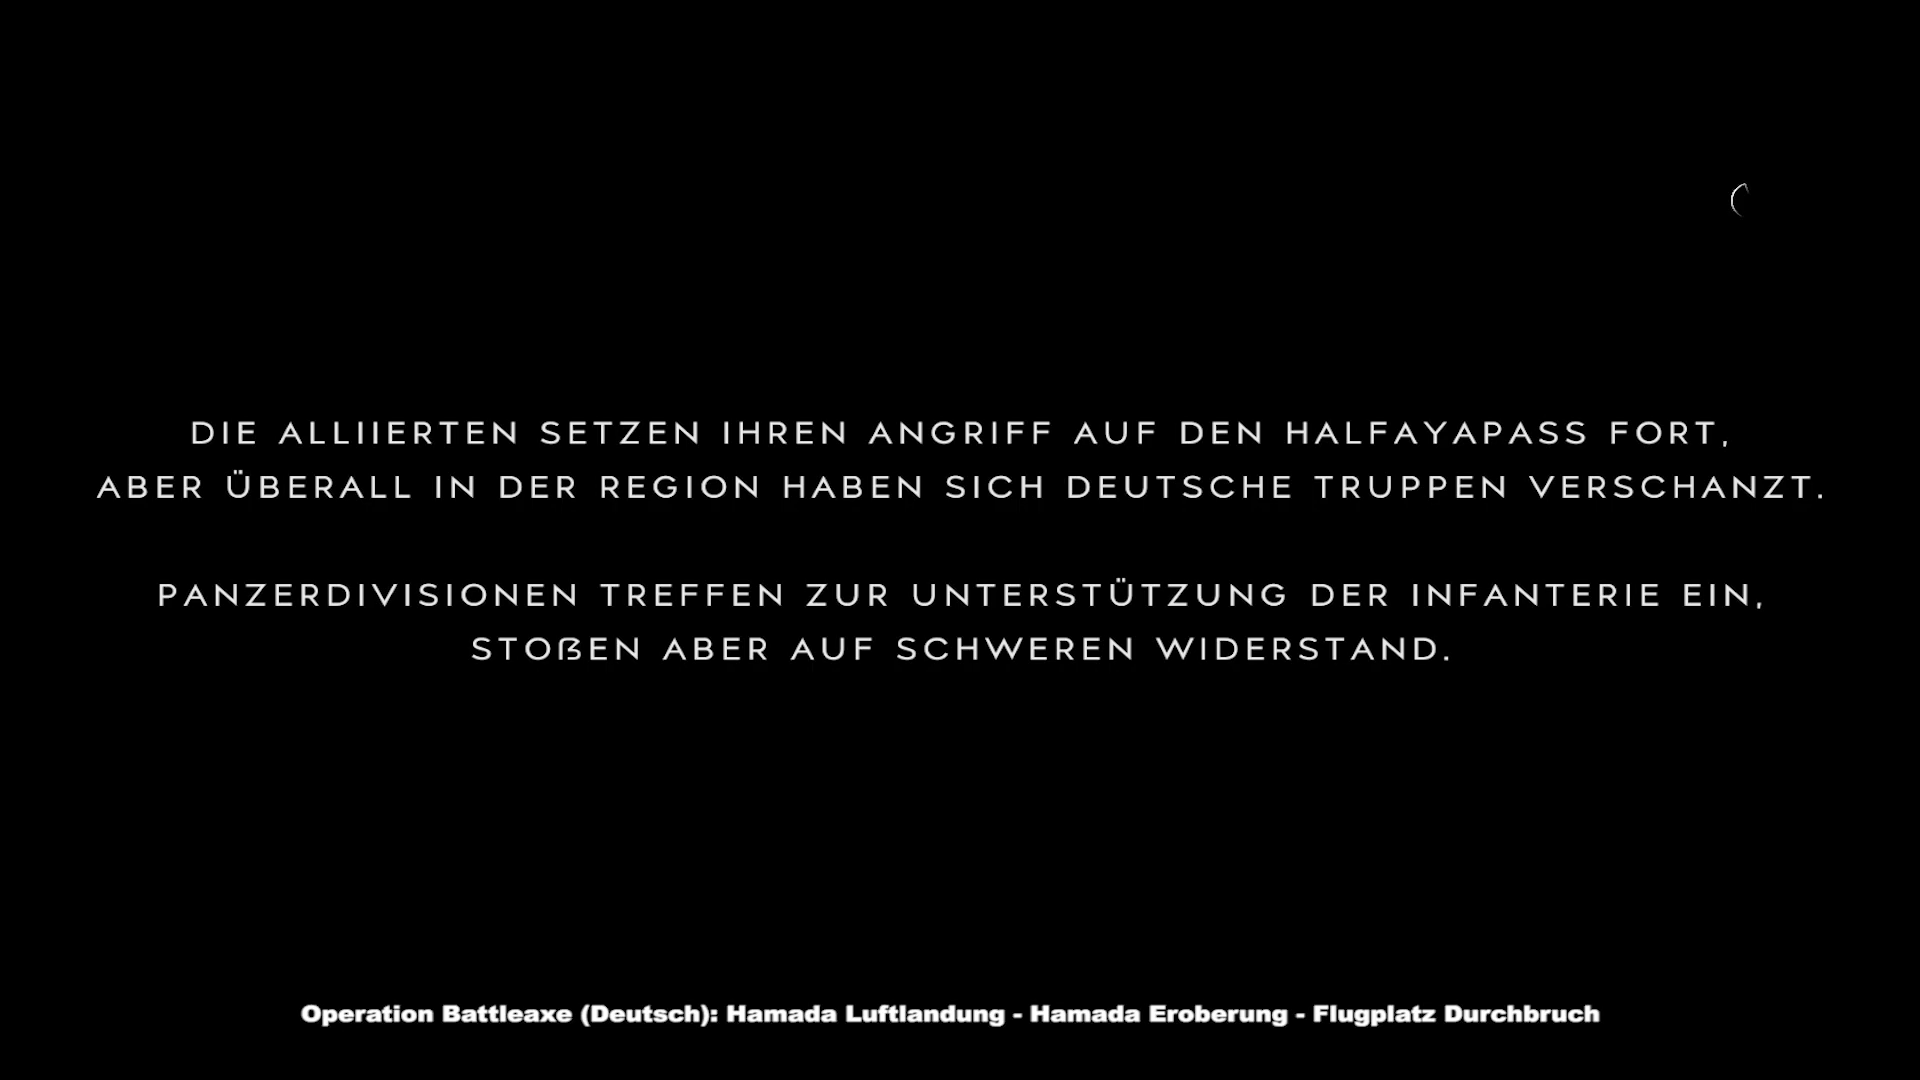 DIE ALLIIERTEN SETZEN IHREN ANGRIFF AUF DEN HALFAYAPASS FORT,
ABER ÜBERALL IN DER REGION HABEN SICH DEUTSCHE TRUPPEN VERSCHANZT.
PANZERDIVISIONEN TREFFEN ZUR UNTERSTÜTZUNG DER INFANTERIE EIN,
STOßEN ABER AUF SCHWEREN WIDERSTAND.
Operation Battleaxe (Deutsch): Hamada Luftlandung - Hamada Eroberung - Flugplatz Durchbruch